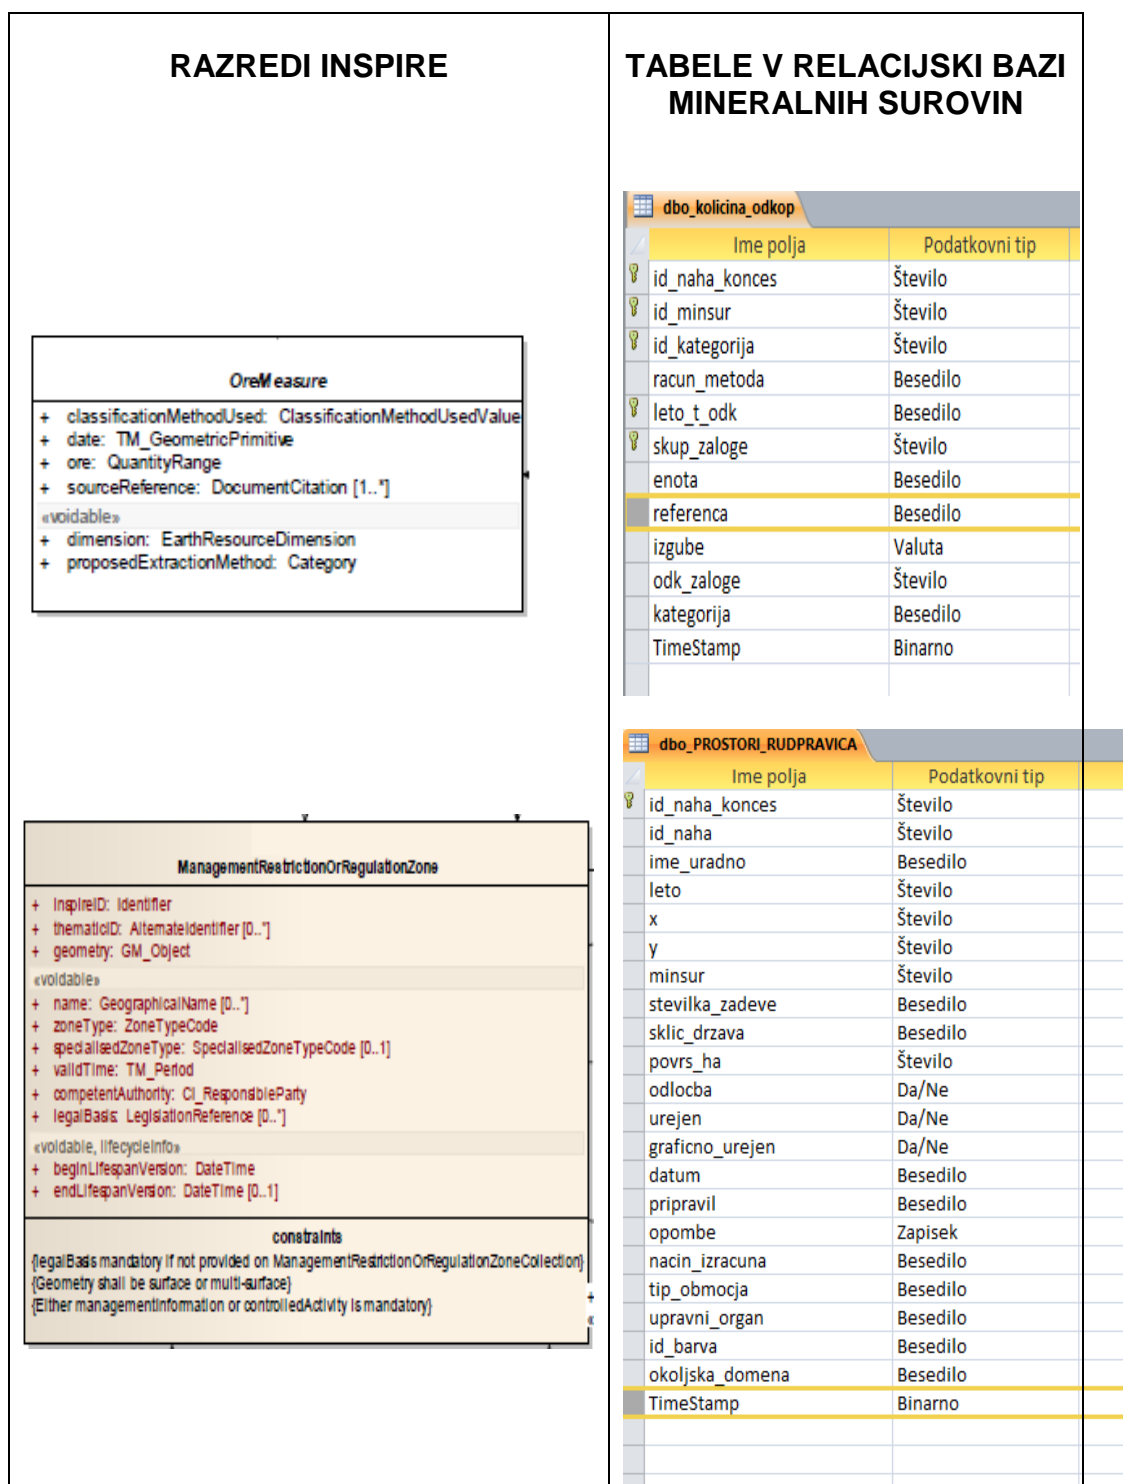 RAZREDI INSPIRE
OreMeasure
+ classificationMethodUsed: ClassificationMethodUsedValue
+ date: TM_GeometricPrimitive
+ ore: QuantityRange
+ sourceReference: DocumentCitation [1..*]
«voidable»
+ dimension: EarthResourceDimension
+ proposedExtractionMethod: Category
ManagementRestrictionOrRegulationZone
+ inspireID: Identifier
+ thematicID: AlternateIdentifier [0..*]
+ geometry: GM_Object
«voidable»
+ name: GeographicalName [0..*]
+ zoneType: ZoneTypeCode
+ specialisedZoneType: SpecialisedZoneTypeCode [0..1]
+ validTime: TM_Period
+ competentAuthority: CI_ResponsibleParty
+ legalBasis: LegislationReference [0..*]
«voidable, lifecycleInfo»
+ beginLifespanVersion: DateTime
+ endLifespanVersion: DateTime [0..1]
constraints
{legalBasis mandatory if not provided on ManagementRestrictionOrRegulationZoneCollection}
{Geometry shall be surface or multi-surface}
{Either managementInformation or controlledActivity is mandatory}
+
«
TABELE V RELACIJSKI BAZI
MINERALNIH SUROVIN
dbo_kolicina_odkop
Ime polja Podatkovni tip
id_naha_konces Število
id_minsur Število
id_kategorija Število
racun_metoda Besedilo
leto_t_odk Besedilo
skup_zaloge Število
enota Besedilo
referenca Besedilo
izgube Valuta
odk_zaloge Število
kategorija Besedilo
TimeStamp Binarno
dbo_PROSTORI_RUDPRAVICA
Ime polja Podatkovni tip
id_naha_konces Število
id_naha Število
ime_uradno Besedilo
leto Število
x Število
y Število
minsur Število
stevilka_zadeve Besedilo
sklic_drzava Besedilo
povrs_ha Število
odlocba Da/Ne
urejen Da/Ne
graficno_urejen Da/Ne
datum Besedilo
pripravil Besedilo
opombe Zapisek
nacin_izracuna Besedilo
tip_obmocja Besedilo
upravni_organ Besedilo
id_barva Besedilo
okoljska_domena Besedilo
TimeStamp Binarno